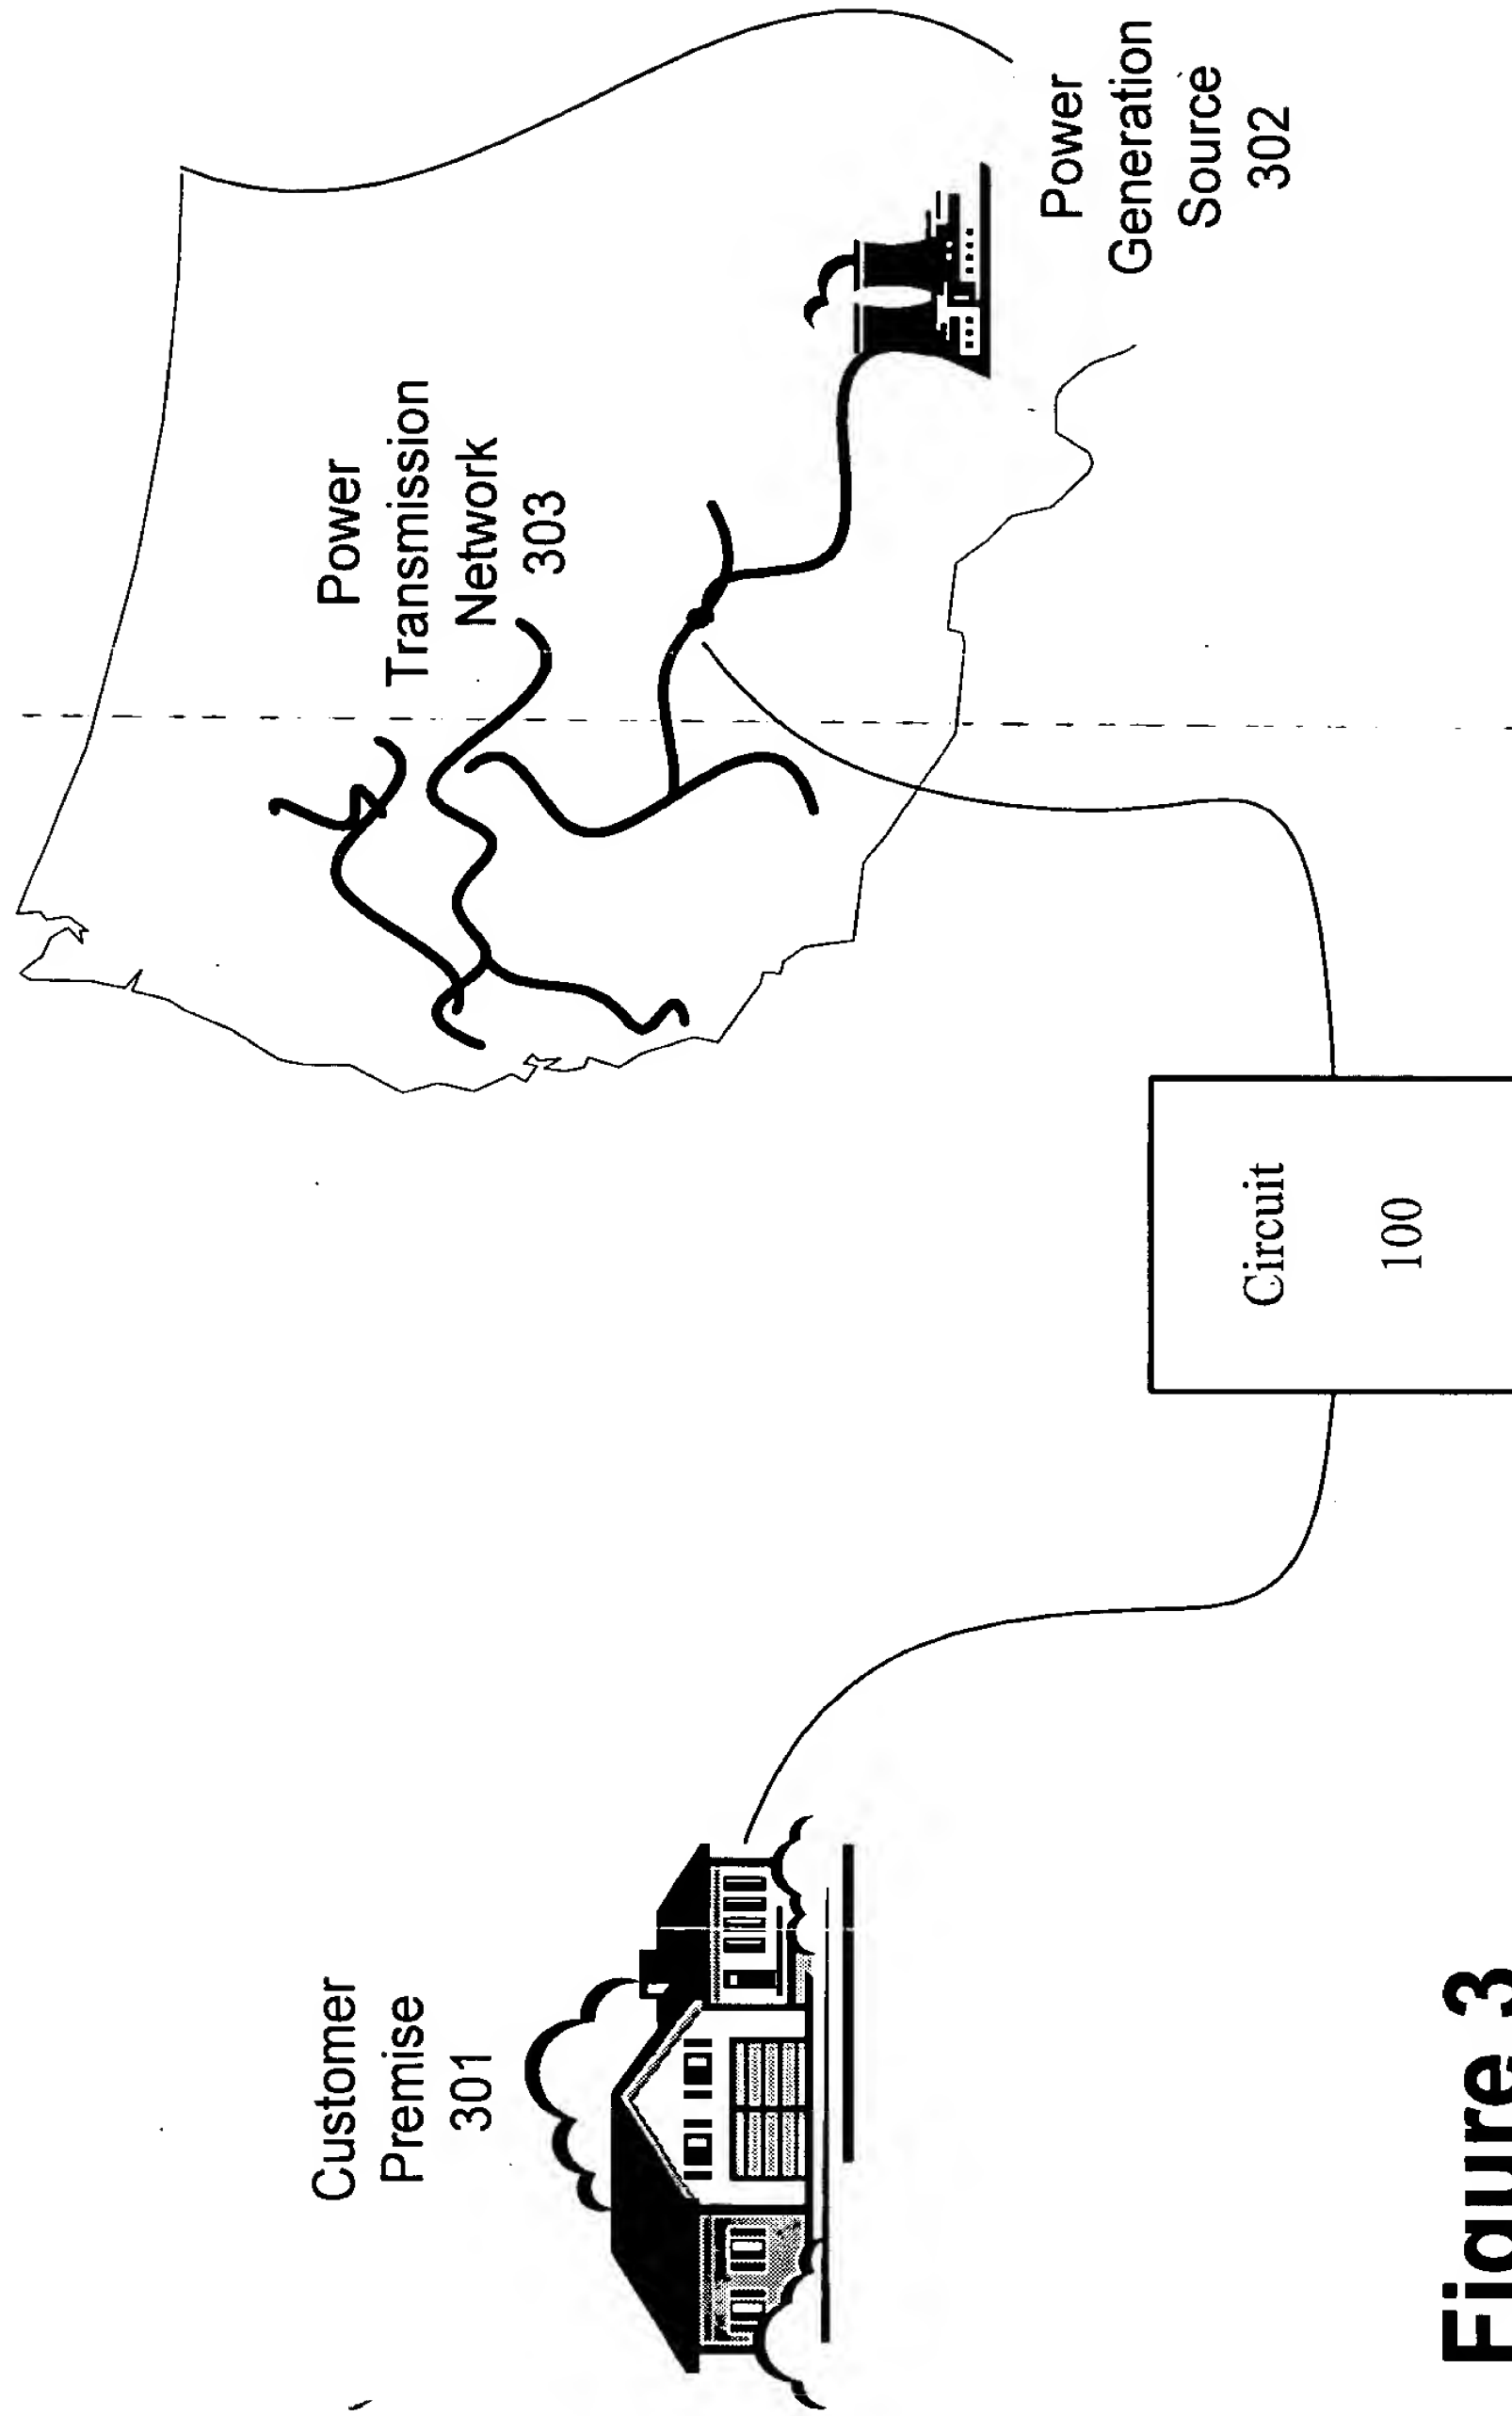 Customer
Premise
301
Power
Transmission
Network
303
Power
Generation
Source
302
Circuit
100
Figure 3